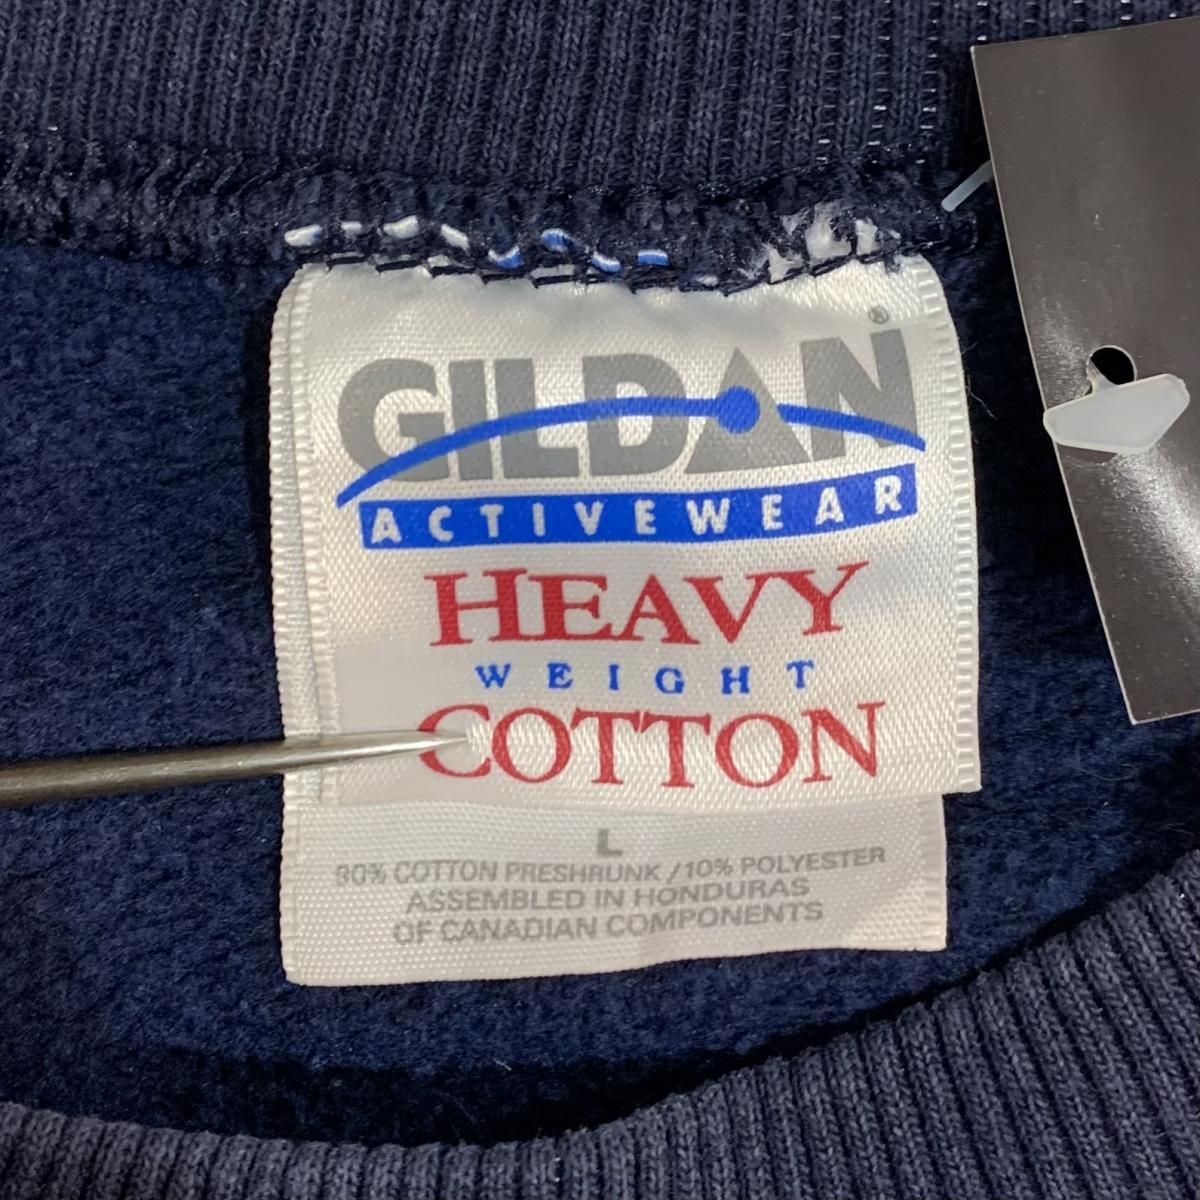 GILDAN®
ACTIVEWEAR
HEAVY
WEIGHT
COTTON
L
90% COTTON PRESHRUNK / 10% POLYESTER
ASSEMBLED IN HONDURAS
OF CANADIAN COMPONENTS